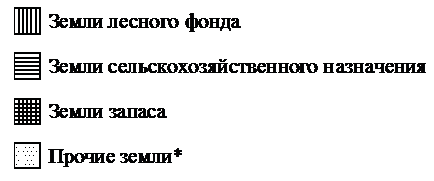 Земли лесного фонда
Земли сельскохозяйственного назначения
Земли запаса
Прочие земли*